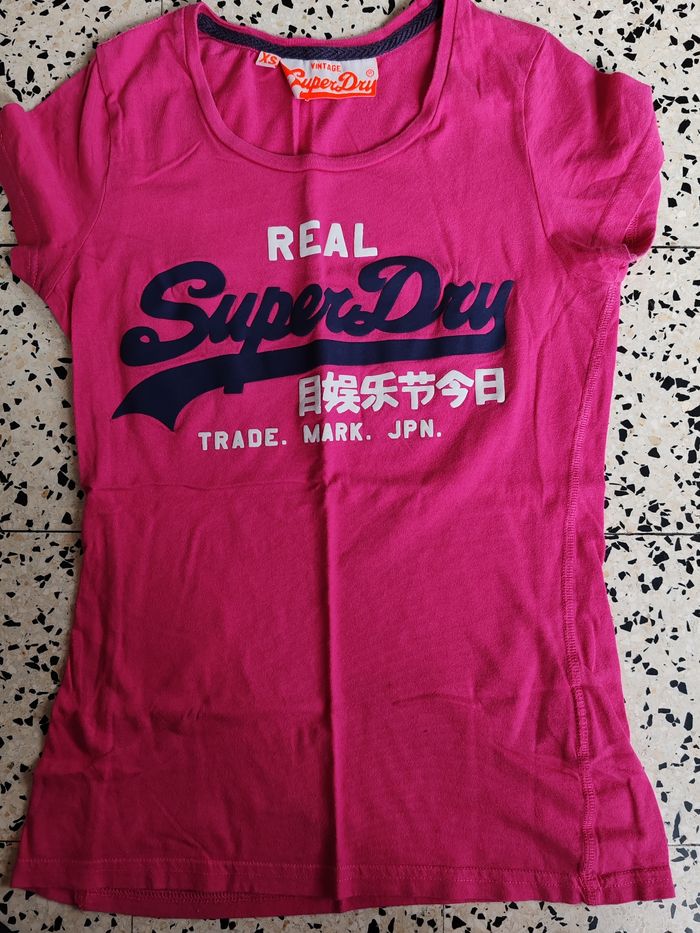 XS
VINTAGE
SuperDry®
REAL
SuperDry
目娱乐节今日
TRADE. MARK. JPN.